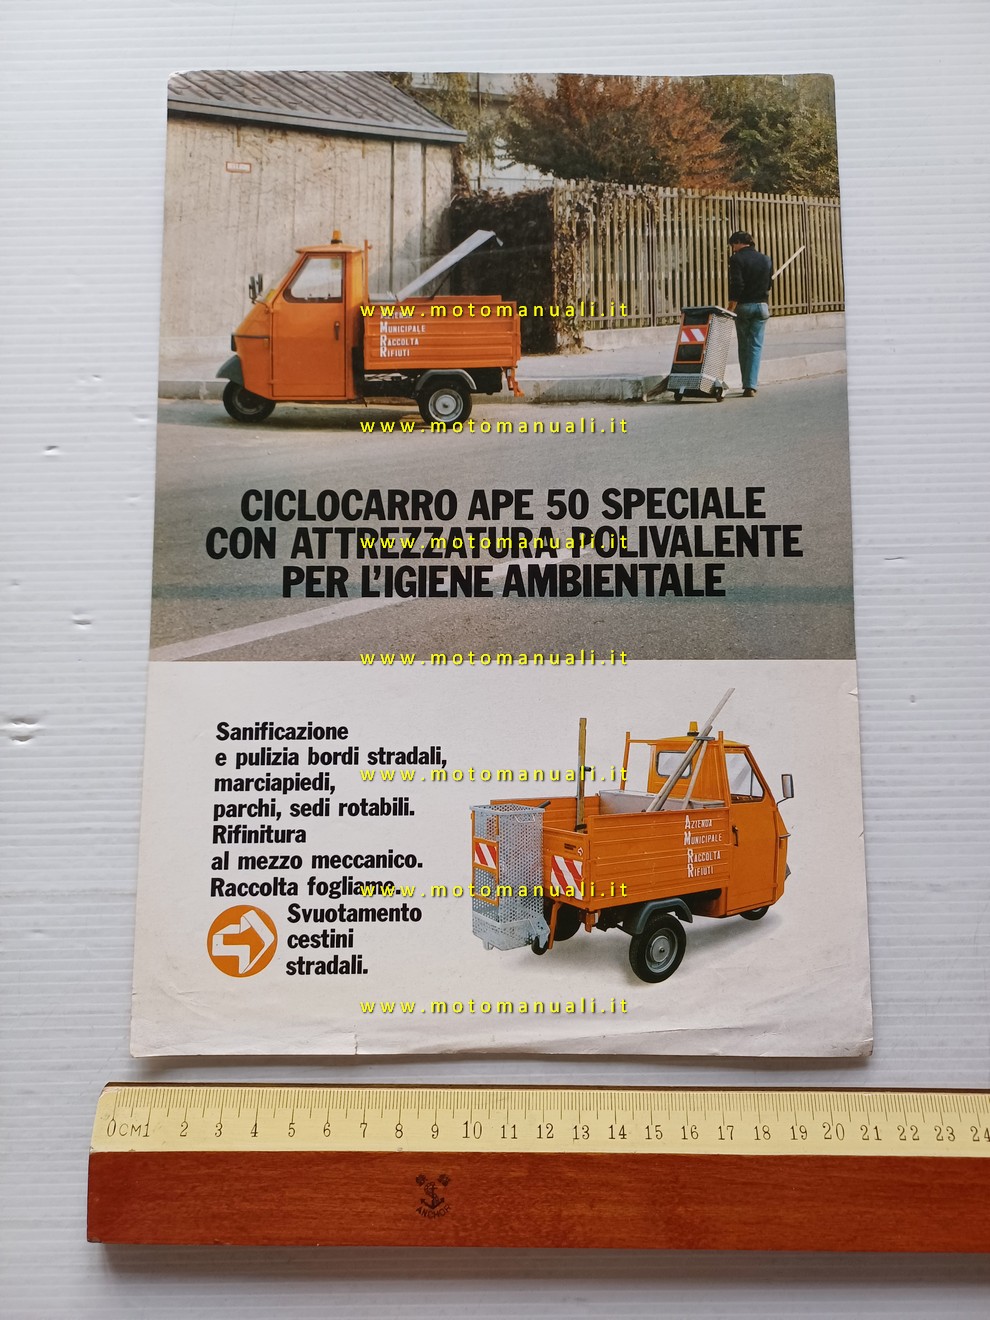 www.motomanuali.it
AZIENDA
MUNICIPALE
RACCOLTA
RIFIUTI
www.motomanuali.it
CICLOCARRO APE 50 SPECIALE
CON ATTREZZATURA POLIVALENTE
www.motomanuali.it
PER L'IGIENE AMBIENTALE
www.motomanuali.it
Sanificazione
e pulizia bordi stradali,
marciapiedi,
parchi, sedi rotabili.
Rifinitura
al mezzo meccanico.
Raccolta fogliame.
Svuotamento
cestini
stradali.
www.motomanuali.it
AZIENDA
MUNICIPALE
RACCOLTA
RIFIUTI
www.motomanuali.it
www.motomanuali.it
0CM1 2 3 4 5 6 7 8 9 10 11 12 13 14 15 16 17 18 19 20 21 22 23 24
ANCHOR